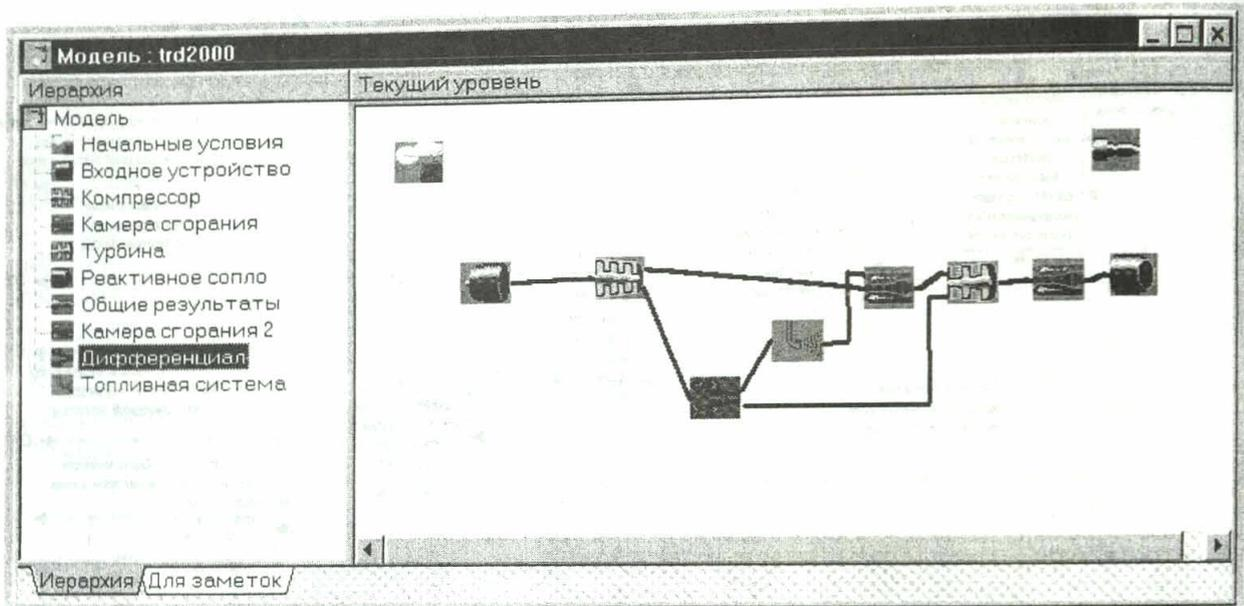 Модель : trd2000
Иерархия
Текущий уровень
Модель
Начальные условия
Входное устройство
Компрессор
Камера сгорания
Турбина
Реактивное сопло
Общие результаты
Камера сгорания 2
Дифференциал
Топливная система
Иерархия
Для заметок